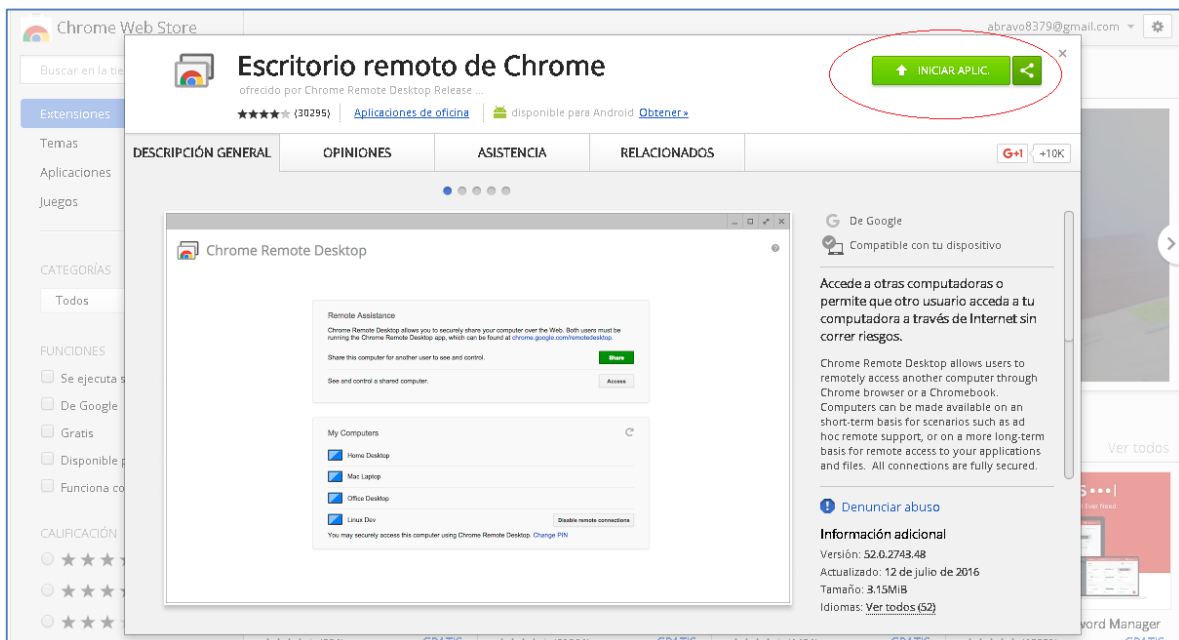 Chrome Web Store
abravo8379@gmail.com
Buscar en la tie
Extensiones
Temas
Aplicaciones
Juegos
CATEGORÍAS
Todos
FUNCIONES
Se ejecuta s
De Google
Gratis
Disponible p
Funciona co
CALIFICACIÓN
Escritorio remoto de Chrome
ofrecido por Chrome Remote Desktop Release ...
(30295)
Aplicaciones de oficina
disponible para Android Obtener »
INICIAR APLIC.
DESCRIPCIÓN GENERAL
OPINIONES
ASISTENCIA
RELACIONADOS
G+1
+10K
Chrome Remote Desktop
Remote Assistance
Chrome Remote Desktop allows you to securely share your computer over the Web. Both users must be
running the Chrome Remote Desktop app, which can be found at chrome.google.com/remotedesktop.
Share this computer for another user to see and control.
Share
See and control a shared computer.
Access
My Computers
Home Desktop
Mac Laptop
Office Desktop
Linux Dev
Disable remote connections
You may securely access this computer using Chrome Remote Desktop. Change PIN
De Google
Compatible con tu dispositivo
Accede a otras computadoras o
permite que otro usuario acceda a tu
computadora a través de Internet sin
correr riesgos.
Chrome Remote Desktop allows users to
remotely access another computer through
Chrome browser or a Chromebook.
Computers can be made available on an
short-term basis for scenarios such as ad
hoc remote support, or on a more long-term
basis for remote access to your applications
and files. All connections are fully secured.
Denunciar abuso
Información adicional
Versión: 52.0.2743.48
Actualizado: 12 de julio de 2016
Tamaño: 3.15MiB
Idiomas: Ver todos (52)
Ver todos
Ever Need
word Manager
GRATIS
GRATIS
GRATIS
GRATIS